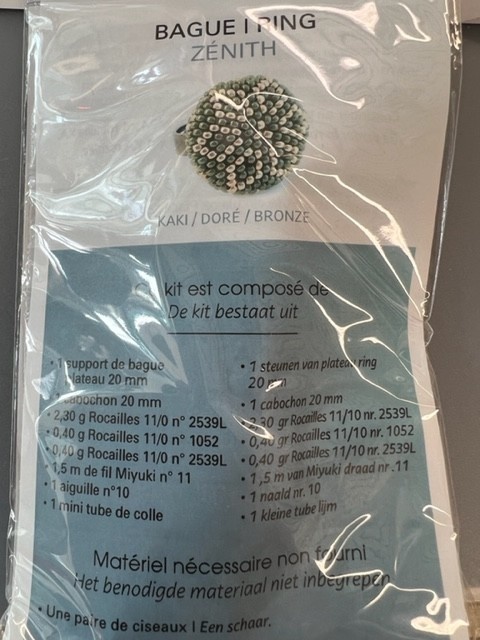 BAGUE | RING
ZÉNITH
KAKI / DORÉ / BRONZE
kit est composé de
De kit bestaat uit
• 1 support de bague
plateau 20 mm
cabochon 20 mm
• 2,30 g Rocailles 11/0 n° 2539L
• 0,40 g Rocailles 11/0 n° 1052
• 0,40 g Rocailles 11/0 n° 2539L
• 1,5 m de fil Miyuki n° 11
• 1 aiguille n°10
• 1 mini tube de colle
• 1 steunen van plateau ring
20 mm
• 1 cabochon 20 mm
• 2,30 gr Rocailles 11/10 nr. 2539L
• 0,40 gr Rocailles 11/10 nr. 1052
• 0,40 gr Rocailles 11/10 nr. 2539L
• 1,5 m van Miyuki draad nr .11
• 1 naald nr. 10
• 1 kleine tube lijm
Matériel nécessaire non fourni
Het benodigde materiaal niet inbegrepen
• Une paire de ciseaux | Een schaar.